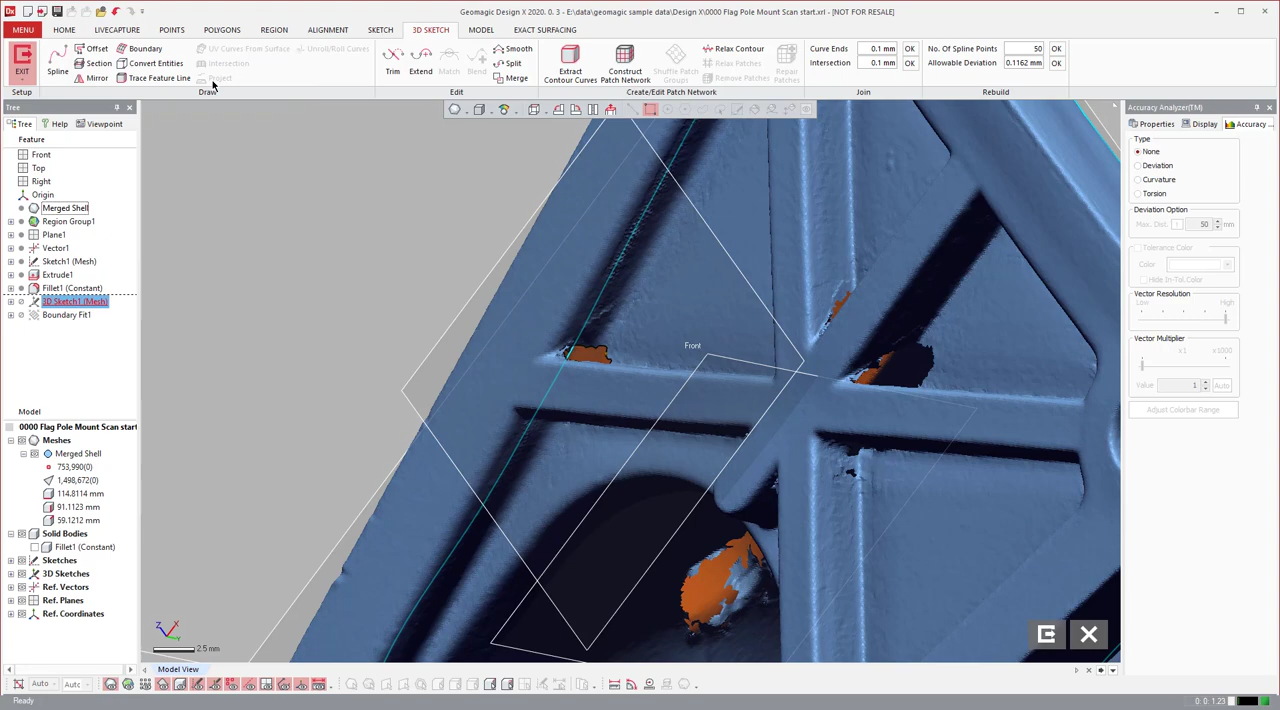 Geomagic Design X 2020. 0. 3 - E:\data\geomagic sample data\Design X\0000 Flag Pole Mount Scan start.xrl - [NOT FOR RESALE]
MENU HOME LIVECAPTURE POINTS POLYGONS REGION ALIGNMENT SKETCH 3D SKETCH MODEL EXACT SURFACING
EXIT Spline Offset Boundary UV Curves From Surface Unroll/Roll Curves
Section Convert Entities Intersection
Mirror Trace Feature Line Project
Trim Extend Match Blend Smooth Split Merge
Extract Contour Curves Construct Patch Network Shuffle Patch Groups Relax Contour Relax Patches Remove Patches Repair Patches
Curve Ends 0.1 mm OK No. Of Spline Points 50 OK
Intersection 0.1 mm OK Allowable Deviation 0.1162 mm OK
Setup Draw Edit Create/Edit Patch Network Join Rebuild
Tree
Tree Help Viewpoint
Feature
Front
Top
Right
Origin
Merged Shell
Region Group1
Plane1
Vector1
Sketch1 (Mesh)
Extrude1
Fillet1 (Constant)
3D Sketch1 (Mesh)
Boundary Fit1
Model
0000 Flag Pole Mount Scan start
Meshes
Merged Shell
753,990(0)
1,498,672(0)
114.8114 mm
91.1123 mm
59.1212 mm
Solid Bodies
Fillet1 (Constant)
Sketches
3D Sketches
Ref. Vectors
Ref. Planes
Ref. Coordinates
Front
Z X Y
2.5 mm
Model View
Accuracy Analyzer(TM)
Properties Display Accuracy ...
Type
None
Deviation
Curvature
Torsion
Deviation Option
Max. Dist. 50 mm
Tolerance Color
Color
Hide In-Tol.Color
Vector Resolution
Low High
Vector Multiplier
x1 x1000
Value 1 Auto
Adjust Colorbar Range
Auto Auto
Ready
0: 0: 1.23